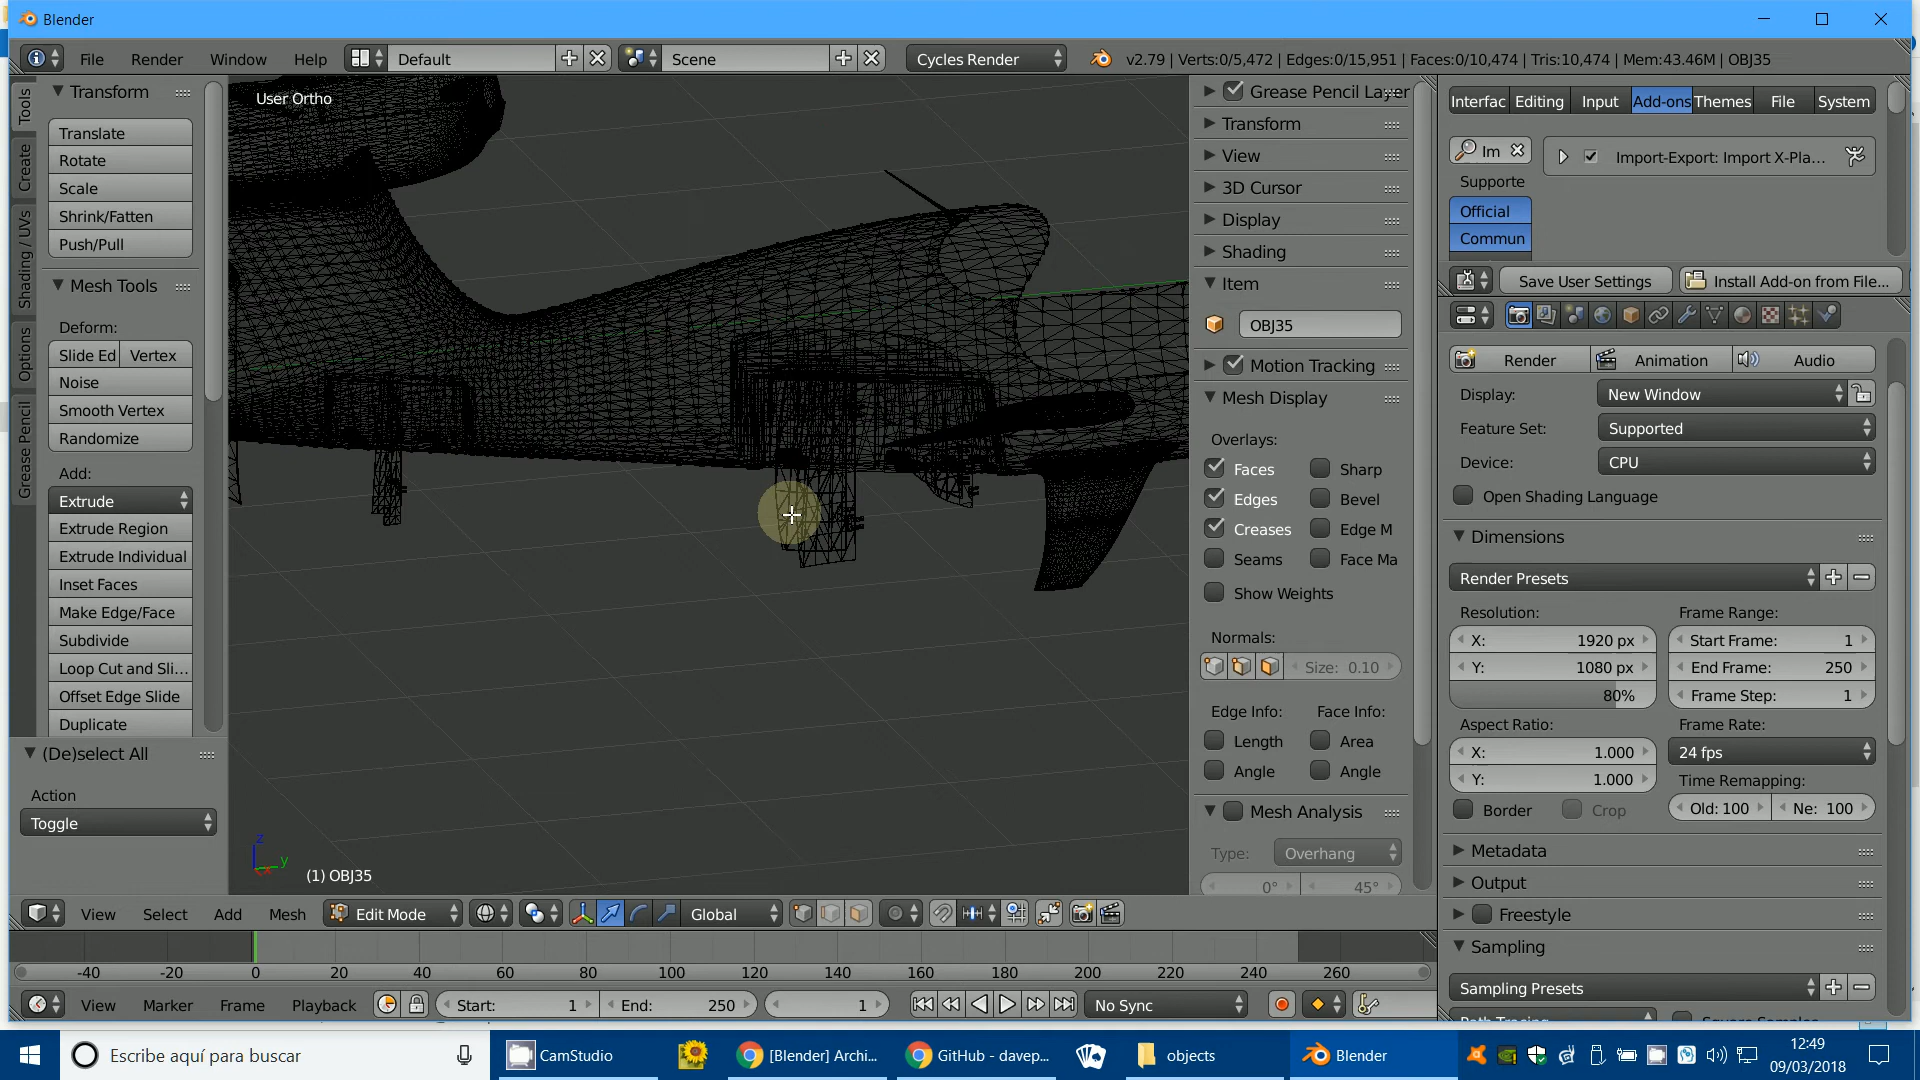 Blender
File Render Window Help Default Scene Cycles Render v2.79 | Verts:0/5,472 | Edges:0/15,951 | Faces:0/10,474 | Tris:10,474 | Mem:43.46M | OBJ35
Tools
Create
Shading / UVs
Options
Grease Pencil
Transform
Translate
Rotate
Scale
Shrink/Fatten
Push/Pull
Mesh Tools
Deform:
Slide Ed Vertex
Noise
Smooth Vertex
Randomize
Add:
Extrude
Extrude Region
Extrude Individual
Inset Faces
Make Edge/Face
Subdivide
Loop Cut and Sli...
Offset Edge Slide
Duplicate
(De)select All
Action
Toggle
User Ortho
z
y
x
(1) OBJ35
Grease Pencil Layer
Transform
View
3D Cursor
Display
Shading
Item
OBJ35
Motion Tracking
Mesh Display
Overlays:
Faces Sharp
Edges Bevel
Creases Edge M
Seams Face Ma
Show Weights
Normals:
Size: 0.10
Edge Info: Face Info:
Length Area
Angle Angle
Mesh Analysis
Type: Overhang
0° 45°
Interfac Editing Input Add-ons Themes File System
Im Import-Export: Import X-Pla...
Supporte
Official
Commun
Save User Settings Install Add-on from File...
Render Animation Audio
Display: New Window
Feature Set: Supported
Device: CPU
Open Shading Language
Dimensions
Render Presets
Resolution: Frame Range:
X: 1920 px Start Frame: 1
Y: 1080 px End Frame: 250
80% Frame Step: 1
Aspect Ratio: Frame Rate:
X: 1.000 24 fps
Y: 1.000 Time Remapping:
Border Crop Old: 100 Ne: 100
Metadata
Output
Freestyle
Sampling
Sampling Presets
View Select Add Mesh Edit Mode Global
-40 -20 0 20 40 60 80 100 120 140 160 180 200 220 240 260
View Marker Frame Playback Start: 1 End: 250 1 No Sync
Escribe aquí para buscar CamStudio [Blender] Archi... GitHub - davep... objects Blender
12:49
09/03/2018